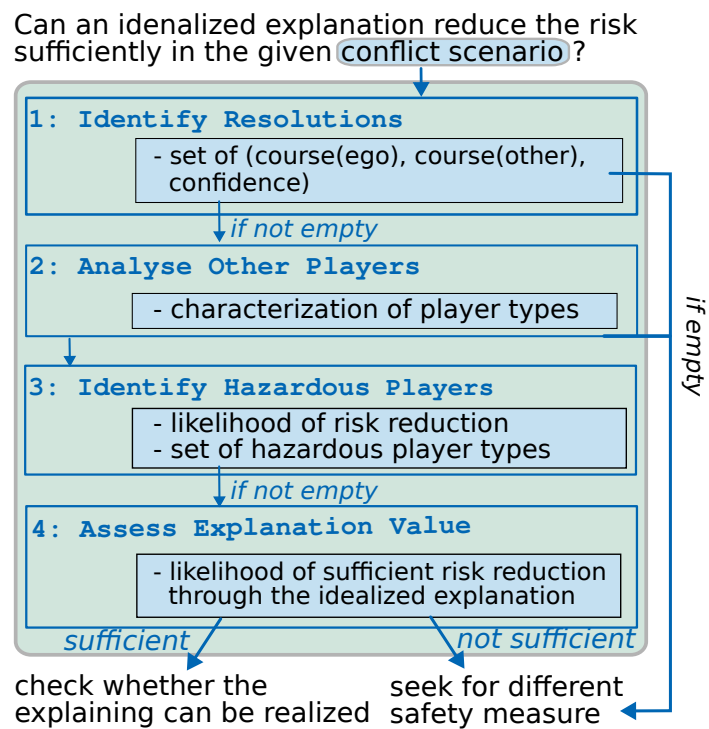 Can an idenalized explanation reduce the risk
sufficiently in the given conflict scenario ?
1: Identify Resolutions
- set of (course(ego), course(other),
confidence)
if not empty
2: Analyse Other Players
- characterization of player types
if empty
3: Identify Hazardous Players
- likelihood of risk reduction
- set of hazardous player types
if not empty
4: Assess Explanation Value
- likelihood of sufficient risk reduction
through the idealized explanation
sufficient
not sufficient
check whether the
explaining can be realized
seek for different
safety measure